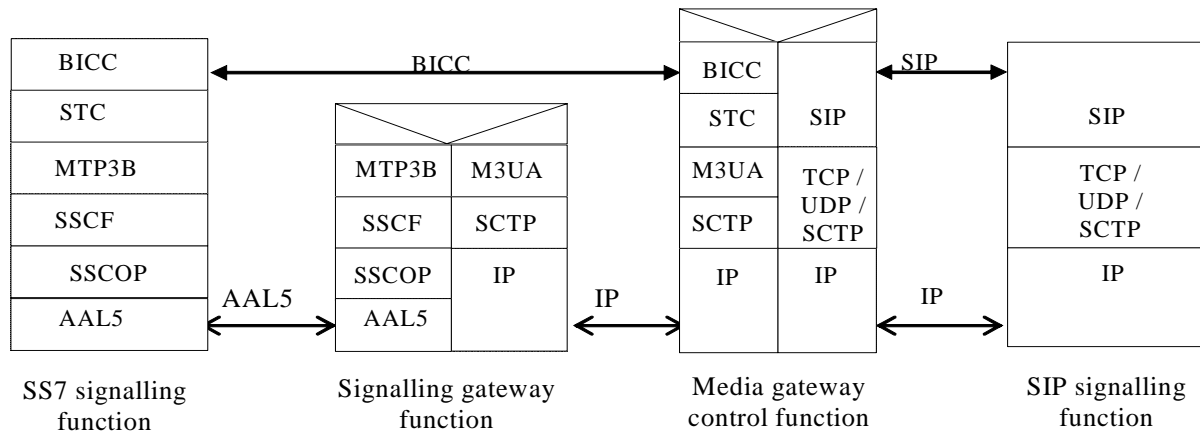 BICC
STC
MTP3B
SSCF
SSCOP
AAL5
SS7 signalling
function
BICC
AAL5
MTP3B
M3UA
SSCF
SCTP
SSCOP
IP
AAL5
Signalling gateway
function
IP
BICC
STC
SIP
M3UA
TCP /
UDP /
SCTP
SCTP
IP
IP
Media gateway
control function
SIP
IP
SIP
TCP /
UDP /
SCTP
IP
SIP signalling
function